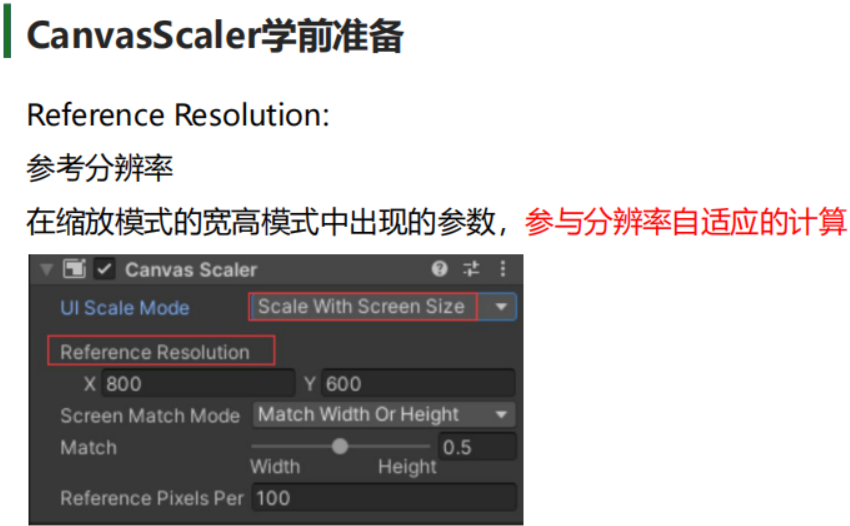 CanvasScaler学前准备
Reference Resolution:
参考分辨率
在缩放模式的宽高模式中出现的参数，参与分辨率自适应的计算
Canvas Scaler
UI Scale Mode Scale With Screen Size
Reference Resolution
X 800 Y 600
Screen Match Mode Match Width Or Height
Match 0.5
Width Height
Reference Pixels Per 100